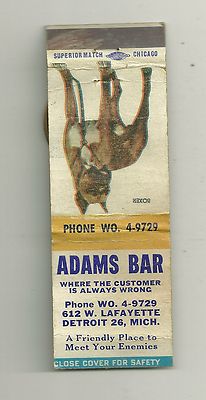 SUPERIOR MATCH CHICAGO
BOXER
PHONE WO. 4-9729
ADAMS BAR
WHERE THE CUSTOMER
IS ALWAYS WRONG
Phone WO. 4-9729
612 W. LAFAYETTE
DETROIT 26, MICH.
A Friendly Place to
Meet Your Enemies
CLOSE COVER FOR SAFETY